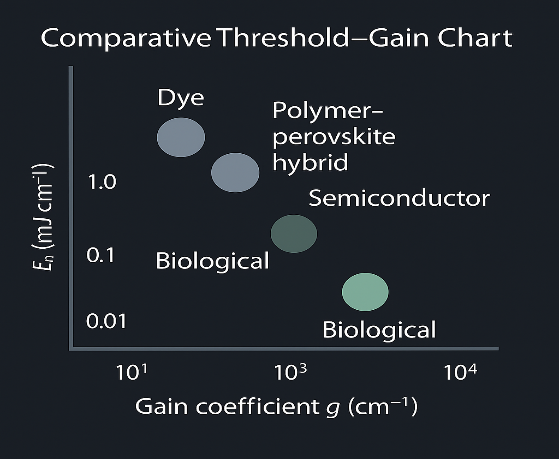 Comparative Threshold–Gain Chart
Dye
Polymer–
perovskite
hybrid
Semiconductor
Biological
Biological
1.0
0.1
0.01
Eₙ (mJ cm⁻¹)
10¹
10³
10⁴
Gain coefficient g (cm⁻¹)